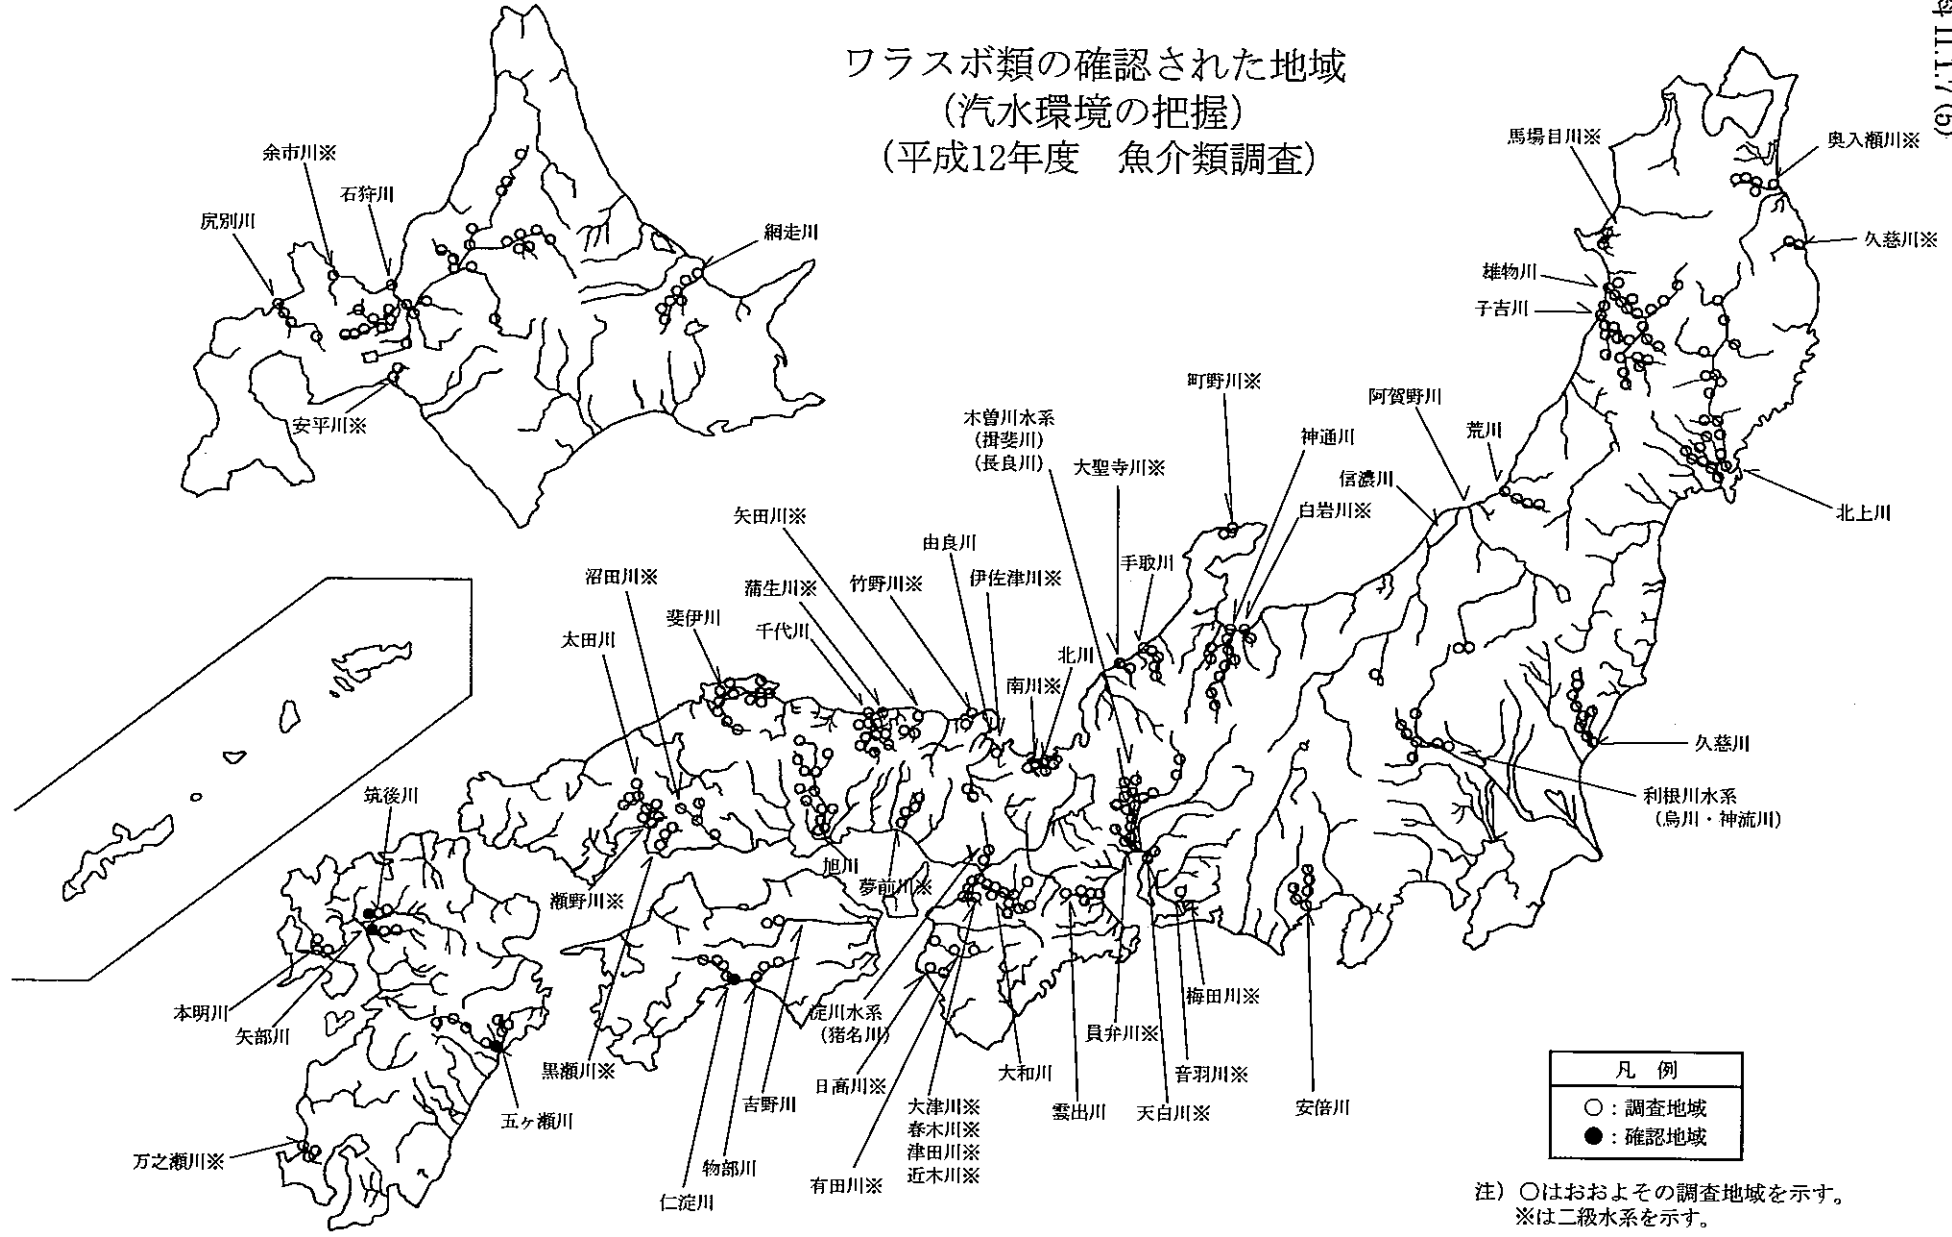 ワラスボ類の確認された地域
(汽水環境の把握)
(平成12年度 魚介類調査)
余市川※
石狩川
尻別川
網走川
安平川※
馬場目川※
奥入瀬川※
久慈川※
雄物川
子吉川
北上川
町野川※
阿賀野川
荒川
木曽川水系
(揖斐川)
(長良川)
大聖寺川※
神通川
信濃川
白岩川※
手取川
矢田川※
由良川
沼田川※
蒲生川※
竹野川※
伊佐津川※
斐伊川
千代川
太田川
北川
南川※
久慈川
利根川水系
(烏川・神流川)
筑後川
旭川
夢前川※
瀬野川※
本明川
矢部川
黒瀬川※
淀川水系
(猪名川)
日高川※
吉野川
大津川※
春木川※
津田川※
近木川※
大和川
雲出川
員弁川※
梅田川※
音羽川※
天白川※
安倍川
五ヶ瀬川
万之瀬川※
物部川
仁淀川
有田川※
凡 例
○:調査地域
●:確認地域
注) ○はおおよその調査地域を示す。
※は二級水系を示す。